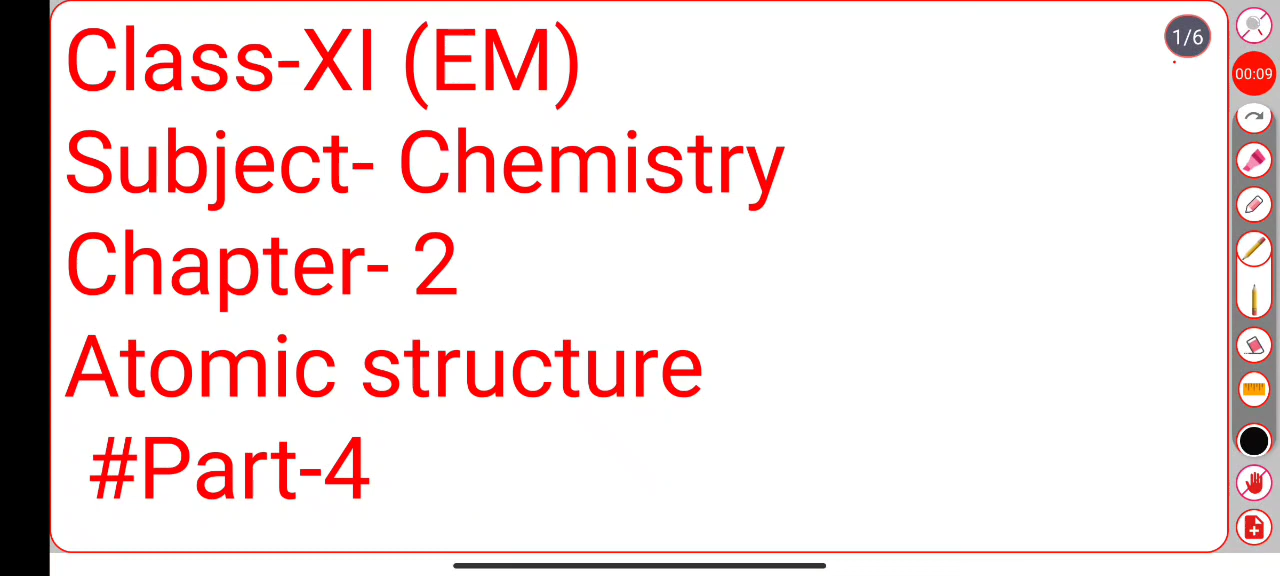 Class-XI (EM)
1/6
00:09
Subject- Chemistry
Chapter- 2
Atomic structure
#Part-4